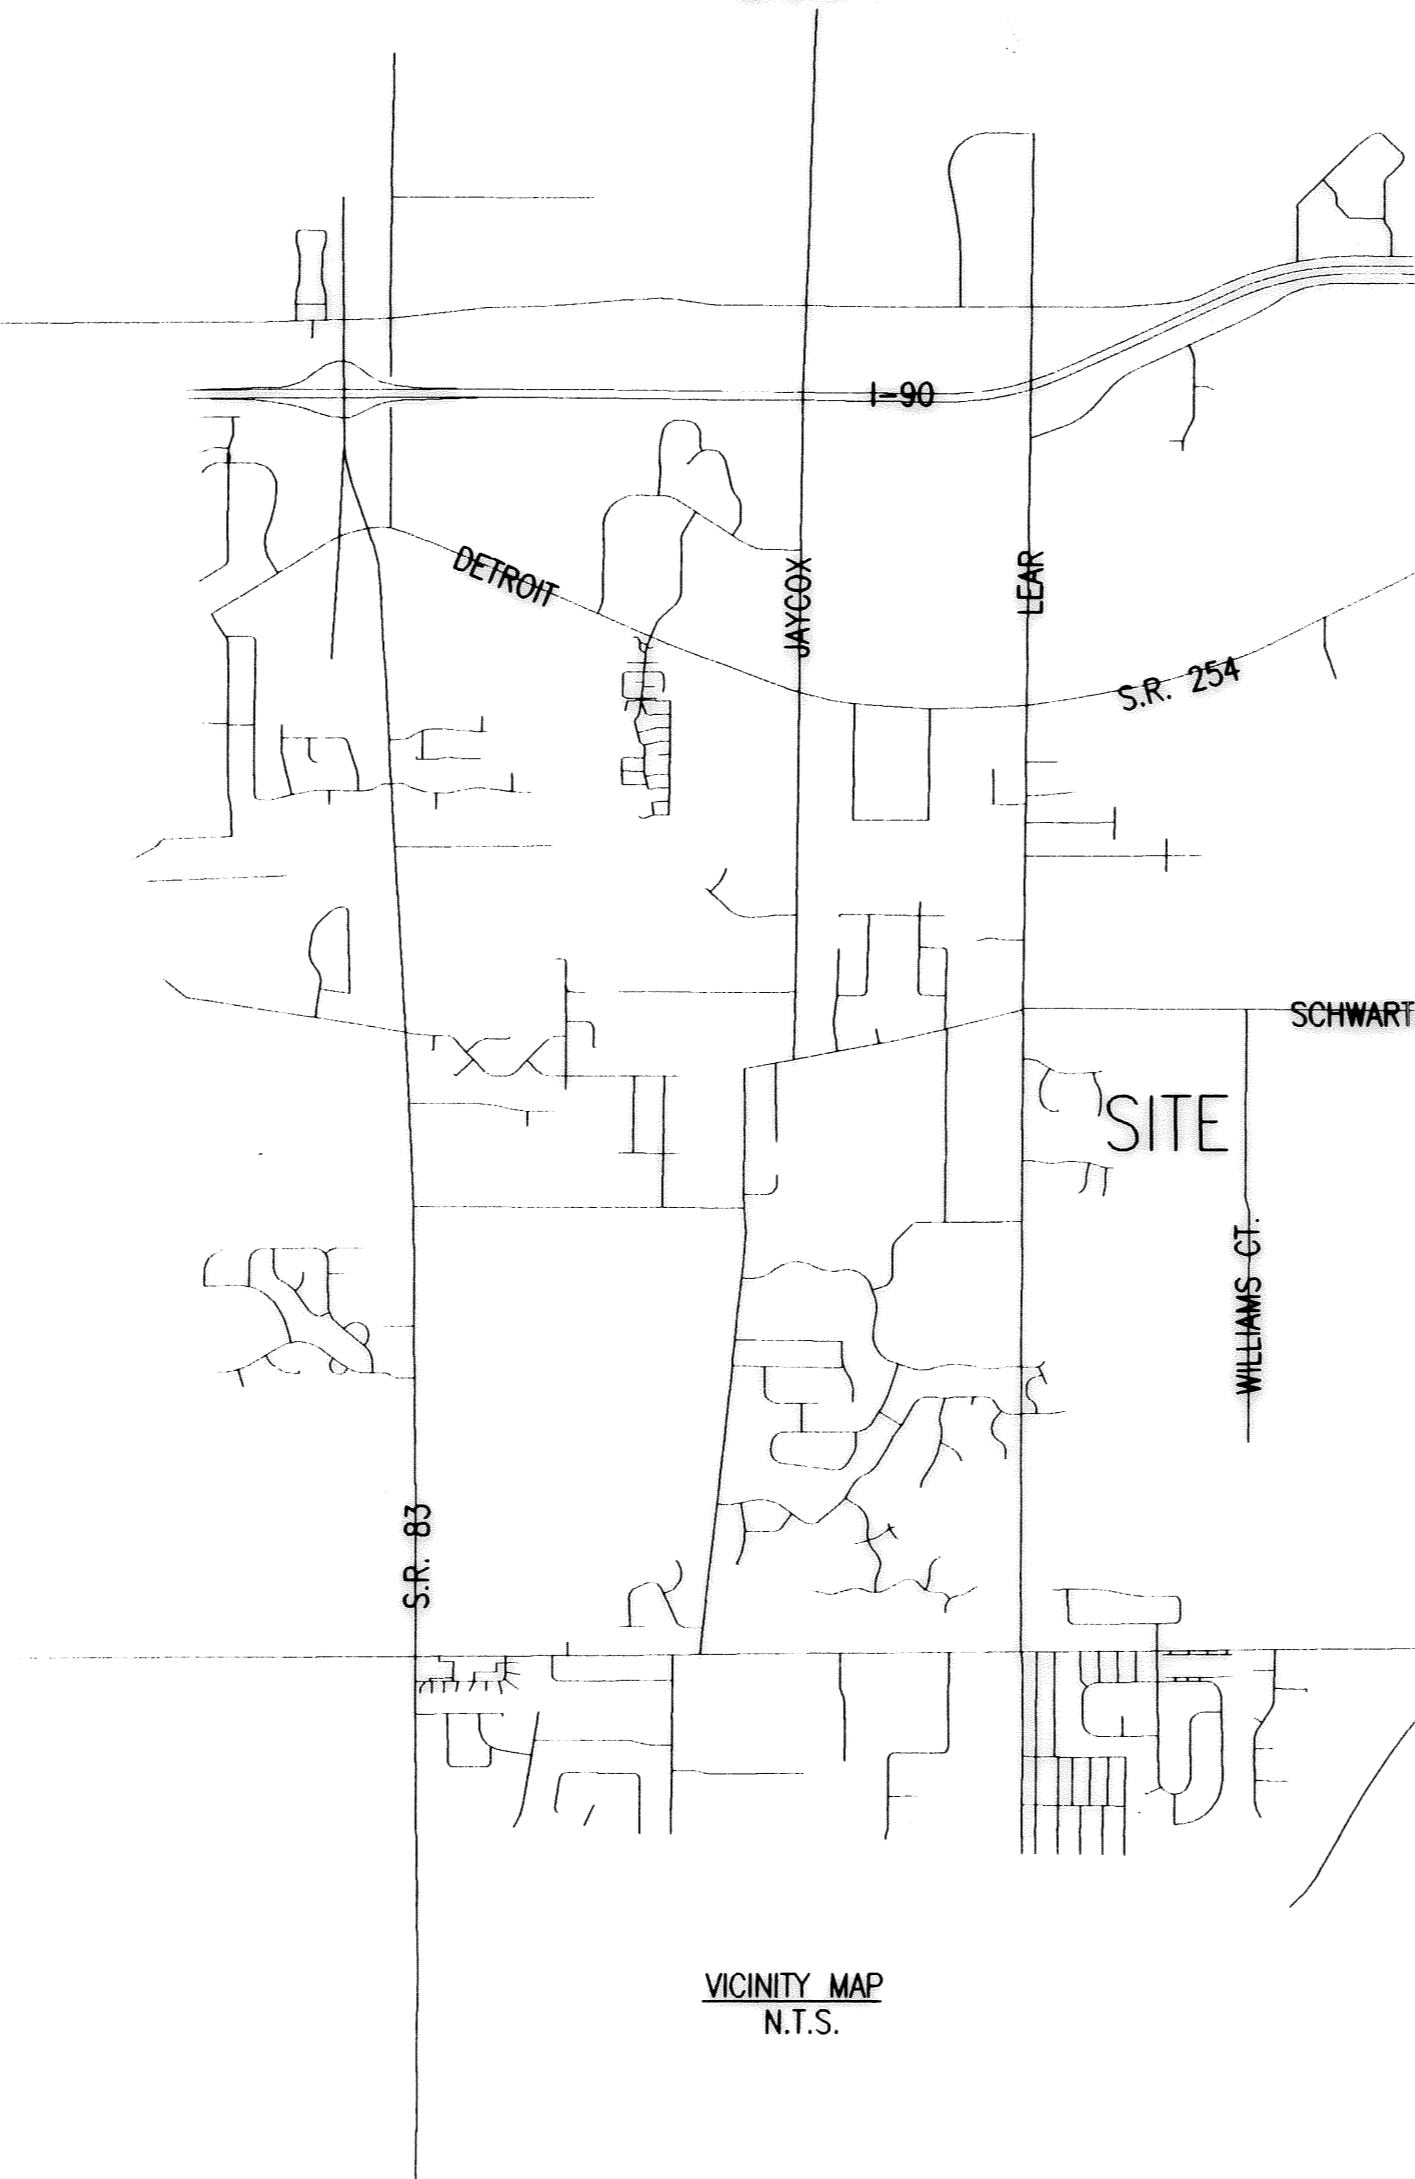 I-90
DETROIT
JAYCOX
LEAR
S.R. 254
SCHWART
SITE
WILLIAMS CT.
S.R. 83
VICINITY MAP
N.T.S.